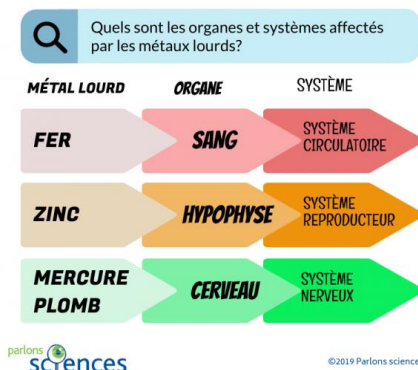 Quels sont les organes et systèmes affectés
par les métaux lourds?
MÉTAL LOURD ORGANE SYSTÈME
FER SANG SYSTÈME
CIRCULATOIRE
ZINC HYPOPHYSE SYSTÈME
REPRODUCTEUR
MERCURE
PLOMB CERVEAU SYSTÈME
NERVEUX
parlons
sciences
©2019 Parlons science